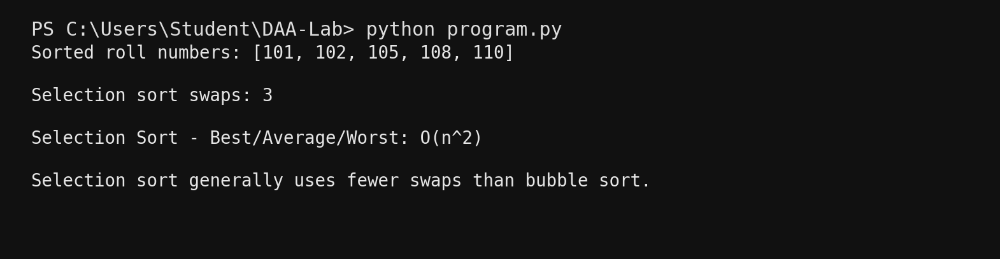 PS C:\Users\Student\DAA-Lab> python program.py
Sorted roll numbers: [101, 102, 105, 108, 110]
Selection sort swaps: 3
Selection Sort - Best/Average/Worst: O(n^2)
Selection sort generally uses fewer swaps than bubble sort.